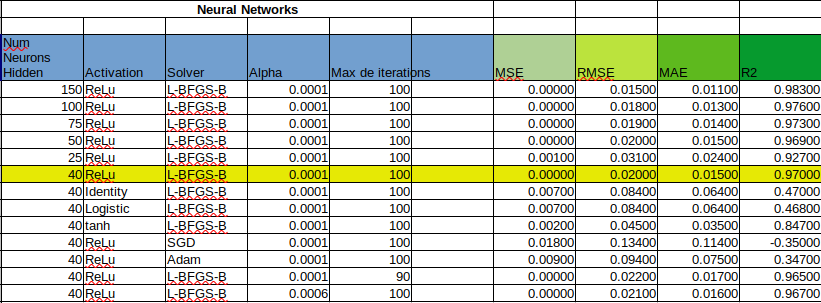 Neural Networks
Num Neurons Hidden Activation Solver Alpha Max de iterations MSE RMSE MAE R2
150 ReLu L-BFGS-B 0.0001 100 0.00000 0.01500 0.01100 0.98300
100 ReLu L-BFGS-B 0.0001 100 0.00000 0.01800 0.01300 0.97600
75 ReLu L-BFGS-B 0.0001 100 0.00000 0.01900 0.01400 0.97300
50 ReLu L-BFGS-B 0.0001 100 0.00000 0.02000 0.01500 0.96900
25 ReLu L-BFGS-B 0.0001 100 0.00100 0.03100 0.02400 0.92700
40 ReLu L-BFGS-B 0.0001 100 0.00000 0.02000 0.01500 0.97000
40 Identity L-BFGS-B 0.0001 100 0.00700 0.08400 0.06400 0.47000
40 Logistic L-BFGS-B 0.0001 100 0.00700 0.08400 0.06400 0.46800
40 tanh L-BFGS-B 0.0001 100 0.00200 0.04500 0.03500 0.84700
40 ReLu SGD 0.0001 100 0.01800 0.13400 0.11400 -0.35000
40 ReLu Adam 0.0001 100 0.00900 0.09400 0.07500 0.34700
40 ReLu L-BFGS-B 0.0001 90 0.00000 0.02200 0.01700 0.96500
40 ReLu L-BFGS-B 0.0006 100 0.00000 0.02100 0.01600 0.96700